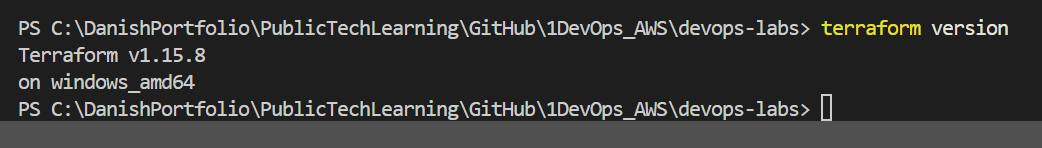 PS C:\DanishPortfolio\PublicTechLearning\GitHub\1DevOps_AWS\devops-labs> terraform version
Terraform v1.15.8
on windows_amd64
PS C:\DanishPortfolio\PublicTechLearning\GitHub\1DevOps_AWS\devops-labs>